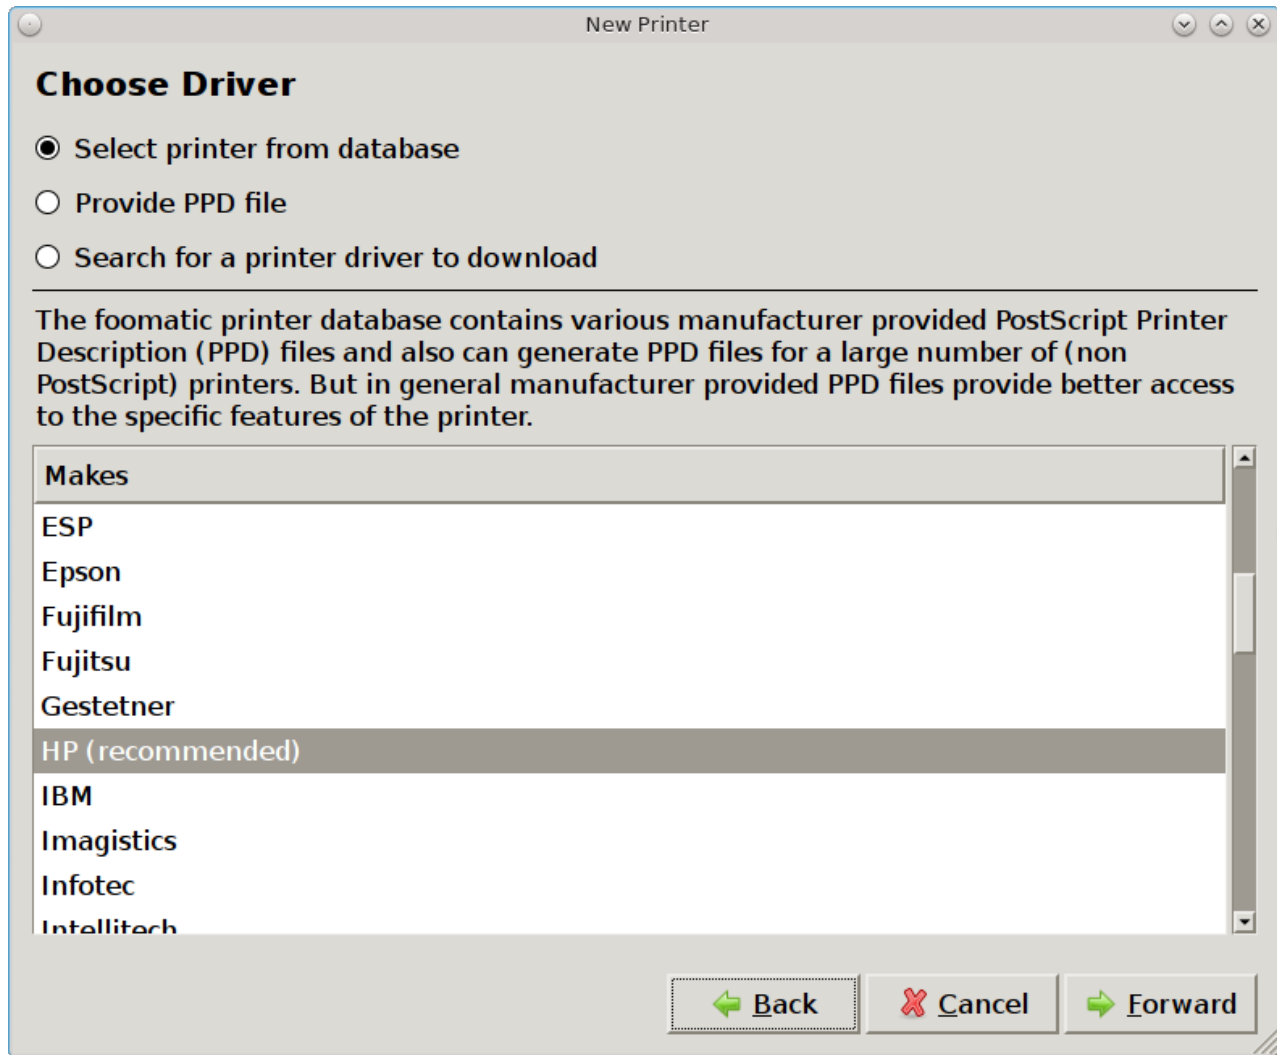 New Printer
Choose Driver
Select printer from database
Provide PPD file
Search for a printer driver to download
The foomatic printer database contains various manufacturer provided PostScript Printer
Description (PPD) files and also can generate PPD files for a large number of (non
PostScript) printers. But in general manufacturer provided PPD files provide better access
to the specific features of the printer.
Makes
ESP
Epson
Fujifilm
Fujitsu
Gestetner
HP (recommended)
IBM
Imagistics
Infotec
Intellitech
Back
Cancel
Forward